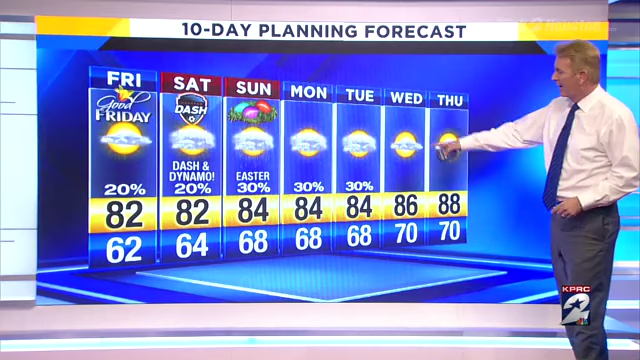 10-DAY PLANNING FORECAST
FRI SAT SUN MON TUE WED THU
Good
FRIDAY
DASH
DASH &
DYNAMO!
EASTER
20% 20% 30% 30% 30%
82 82 84 84 84 86 88
62 64 68 68 68 70 70
KPRC
2